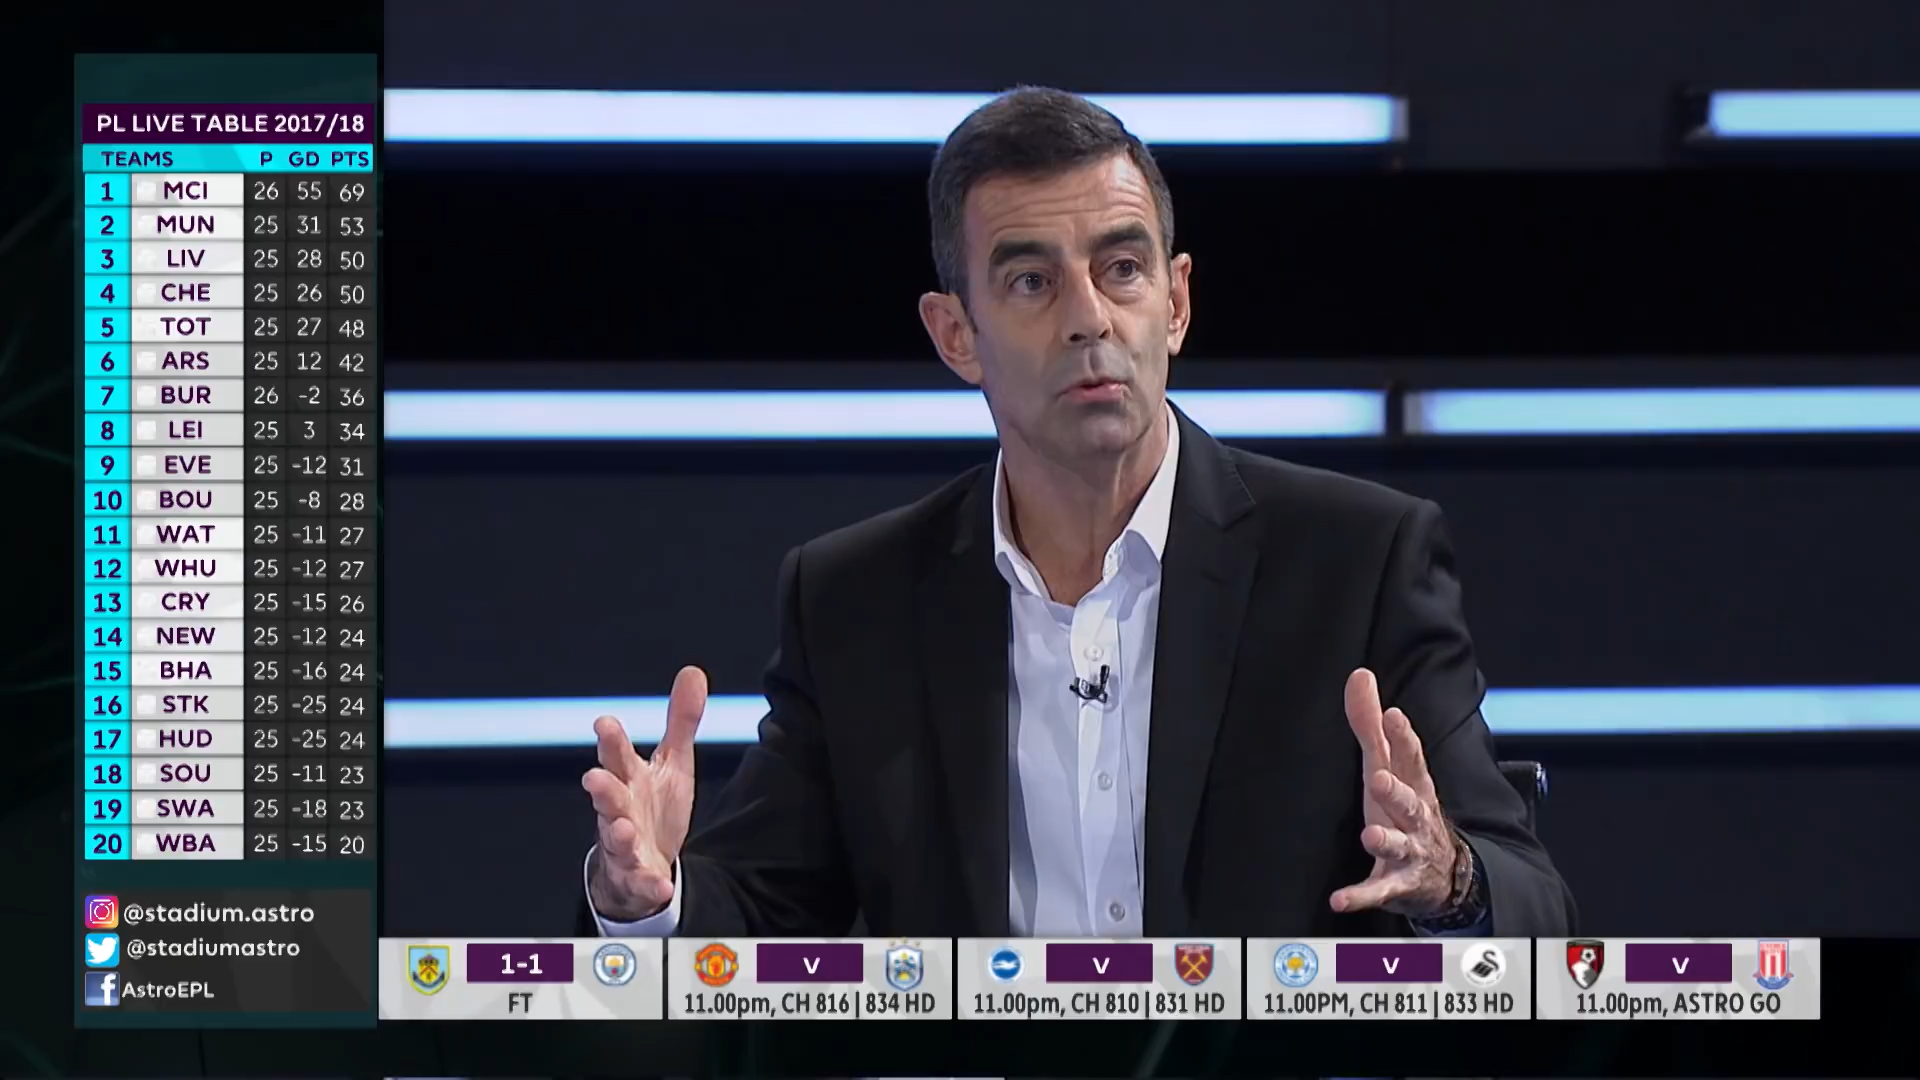 PL LIVE TABLE 2017/18
TEAMS P GD PTS
1 MCI 26 55 69
2 MUN 25 31 53
3 LIV 25 28 50
4 CHE 25 26 50
5 TOT 25 27 48
6 ARS 25 12 42
7 BUR 26 -2 36
8 LEI 25 3 34
9 EVE 25 -12 31
10 BOU 25 -8 28
11 WAT 25 -11 27
12 WHU 25 -12 27
13 CRY 25 -15 26
14 NEW 25 -12 24
15 BHA 25 -16 24
16 STK 25 -25 24
17 HUD 25 -25 24
18 SOU 25 -11 23
19 SWA 25 -18 23
20 WBA 25 -15 20
@stadium.astro
@stadiumastro
AstroEPL
1-1
FT
v
11.00pm, CH 816 | 834 HD
v
11.00pm, CH 810 | 831 HD
v
11.00PM, CH 811 | 833 HD
v
11.00pm, ASTRO GO